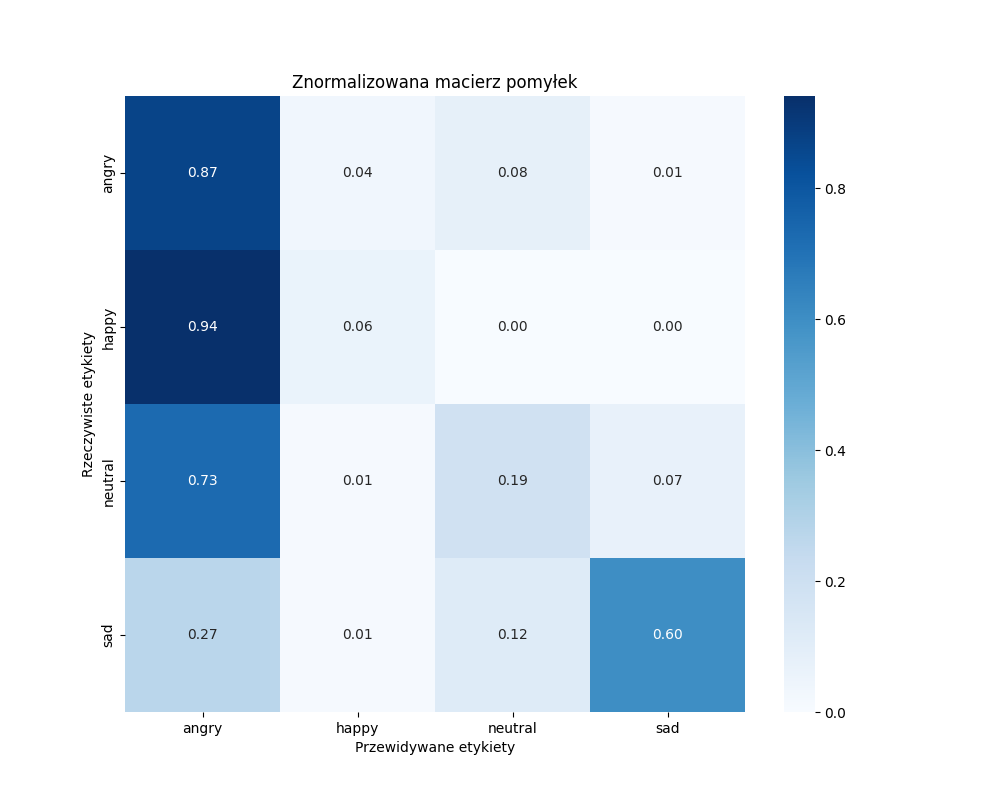 Znormalizowana macierz pomyłek
angry
0.87 0.04 0.08 0.01
happy
0.94 0.06 0.00 0.00
neutral
0.73 0.01 0.19 0.07
sad
0.27 0.01 0.12 0.60
Rzeczywiste etykiety
angry happy neutral sad
Przewidywane etykiety
0.8
0.6
0.4
0.2
0.0